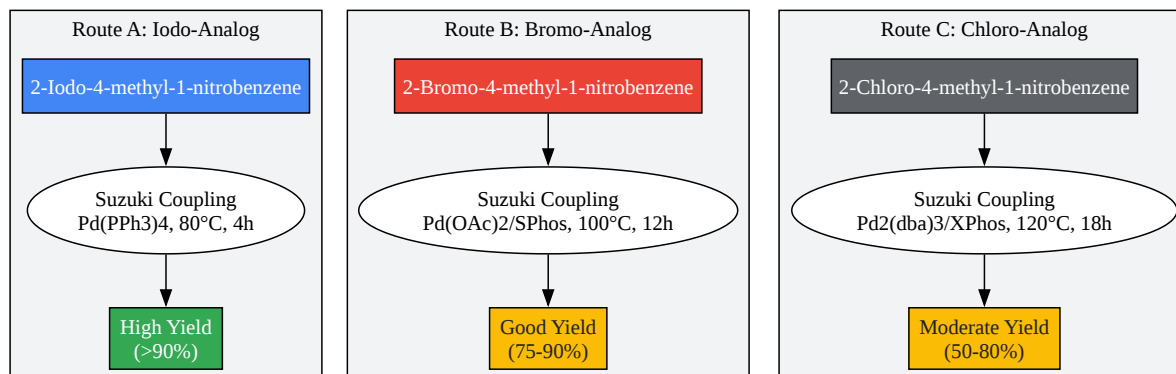 Route A: Iodo-Analog
2-Iodo-4-methyl-1-nitrobenzene
Suzuki Coupling
Pd(PPh3)4, 80°C, 4h
High Yield
(>90%)
Route B: Bromo-Analog
2-Bromo-4-methyl-1-nitrobenzene
Suzuki Coupling
Pd(OAc)2/SPhos, 100°C, 12h
Good Yield
(75-90%)
Route C: Chloro-Analog
2-Chloro-4-methyl-1-nitrobenzene
Suzuki Coupling
Pd2(dba)3/XPhos, 120°C, 18h
Moderate Yield
(50-80%)